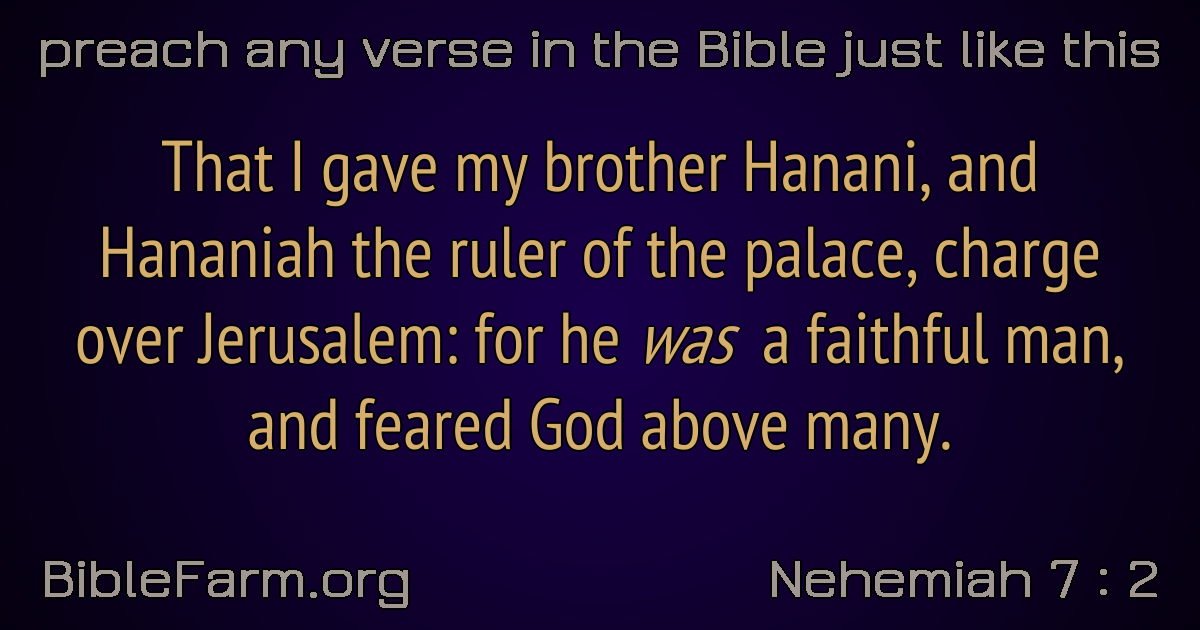 preach any verse in the Bible just like this
That I gave my brother Hanani, and
Hananiah the ruler of the palace, charge
over Jerusalem: for he was a faithful man,
and feared God above many.
BibleFarm.org
Nehemiah 7 : 2